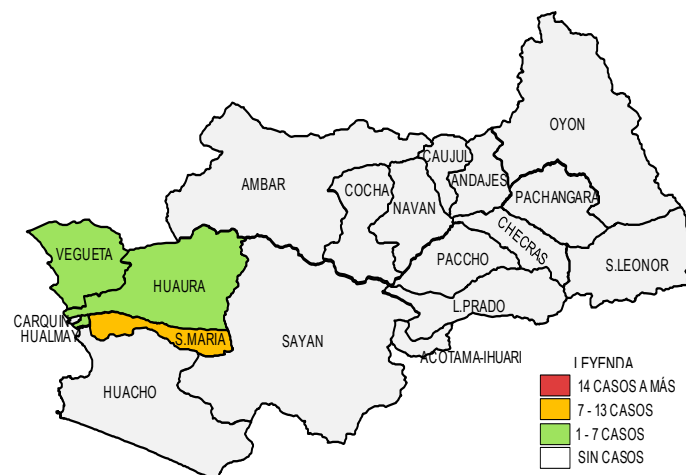 OYON
CAUJUL
AMBAR
COCHA
ANDAJES
PACHANGARA
NAVAN
CHECRAS
VEGUETA
PACCHO
S.LEONOR
HUAURA
L.PRADO
CARQUIN
HUALMAY
S.MARIA
SAYAN
ACOTAMA-IHUARI
HUACHO
LEYENDA
14 CASOS A MÁS
7 - 13 CASOS
1 - 7 CASOS
SIN CASOS